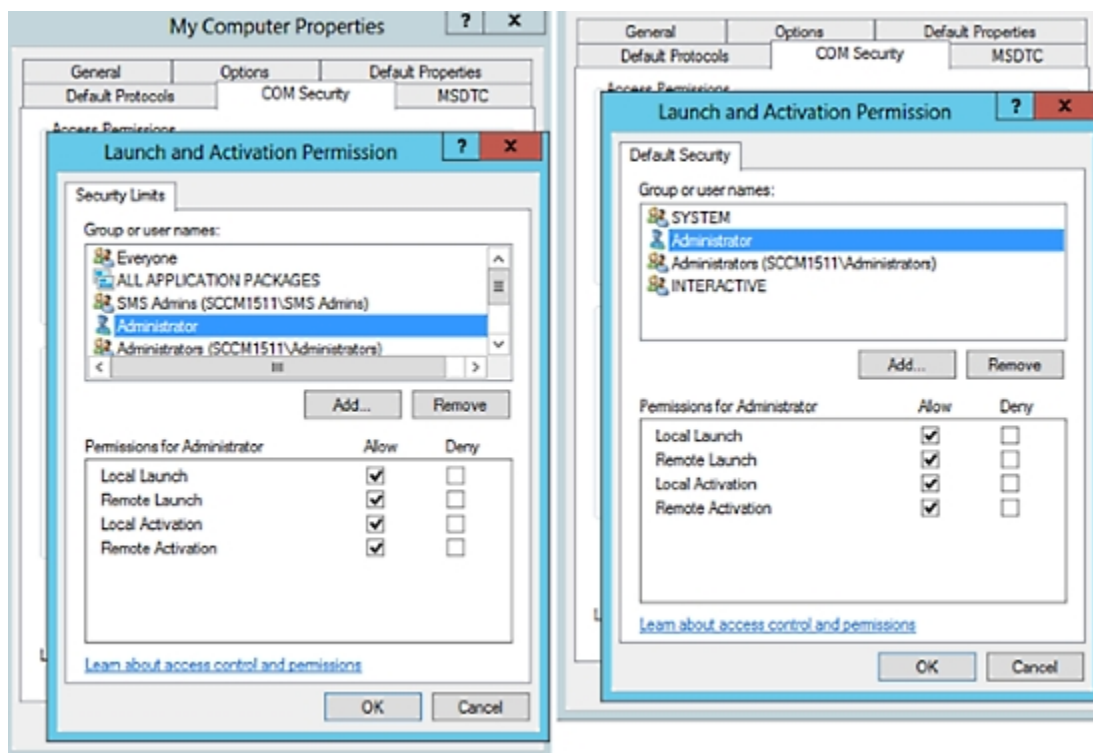 My Computer Properties ? x
General Options Default Properties
Default Protocols COM Security MSDTC
Access Permissions
Launch and Activation Permission ? x
Security Limits
Group or user names:
Everyone
ALL APPLICATION PACKAGES
SMS Admins (SCCM1511\SMS Admins)
Administrator
Administrators (SCCM1511\Administrators)
Add... Remove
Permissions for Administrator Allow Deny
Local Launch
Remote Launch
Local Activation
Remote Activation
Learn about access control and permissions
OK Cancel
General Options Default Properties
Default Protocols COM Security MSDTC
Access Permissions
Launch and Activation Permission ? x
Default Security
Group or user names:
SYSTEM
Administrator
Administrators (SCCM1511\Administrators)
INTERACTIVE
Add... Remove
Permissions for Administrator Allow Deny
Local Launch
Remote Launch
Local Activation
Remote Activation
Learn about access control and permissions
OK Cancel